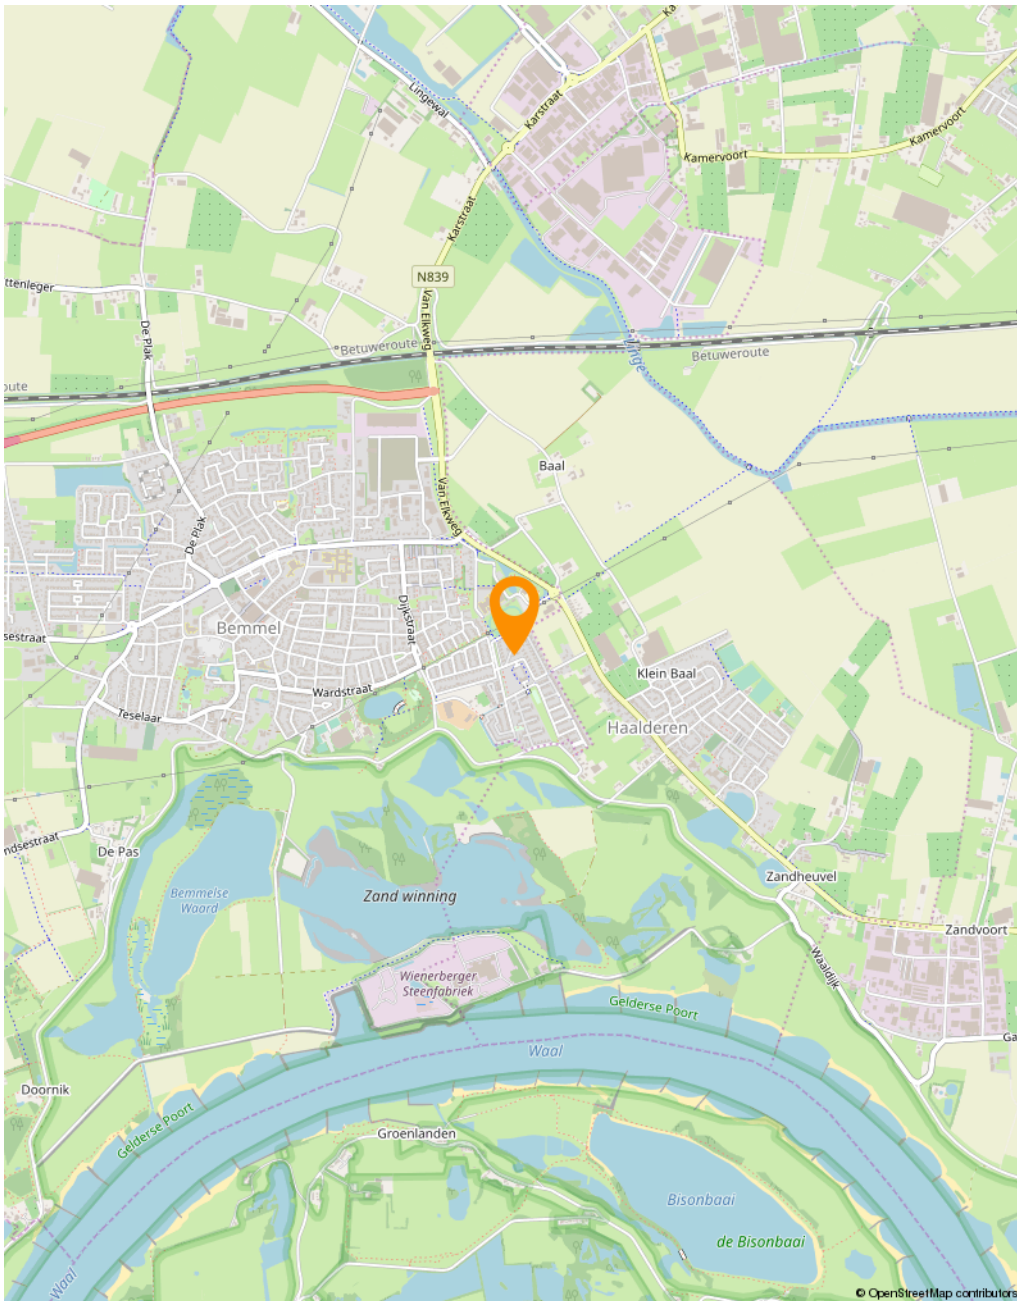 Ka
Lingewal
Karstraat
Kamervoort
Kamervoort
Karstraat
N839
ttenleger
Van Elkweg
De Plak
Betuweroute
Linge
Betuweroute
oute
Baal
Van Elkweg
De Plak
Dijkstraat
Bemmel
sestraat
Klein Baal
Wardstraat
Teselaar
Haalderen
ndsestraat
De Pas
Zandheuvel
Bemmelse
Waard
Zand winning
Zandvoort
Waaldijk
Wienerberger
Steenfabriek
Gelderse Poort
Ga
Waal
Doornik
Gelderse Poort
Groenlanden
Bisonbaai
de Bisonbaai
Waal
© OpenStreetMap contributors